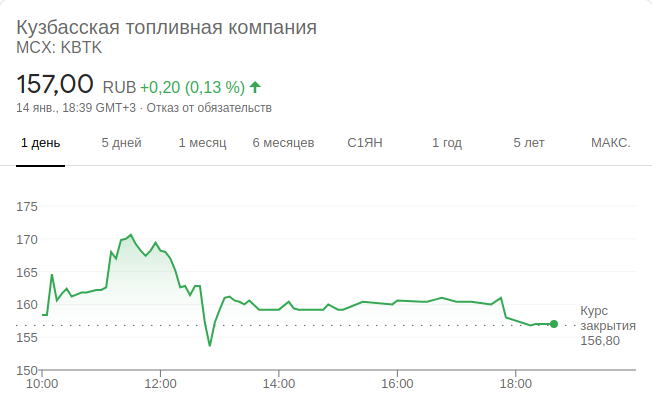 Кузбасская топливная компания
MCX: KBTK
157,00 RUB +0,20 (0,13 %)
14 янв., 18:39 GMT+3 · Отказ от обязательств
1 день 5 дней 1 месяц 6 месяцев С1ЯН 1 год 5 лет МАКС.
175
170
165
160
155
150
Курс
закрытия
156,80
10:00 12:00 14:00 16:00 18:00